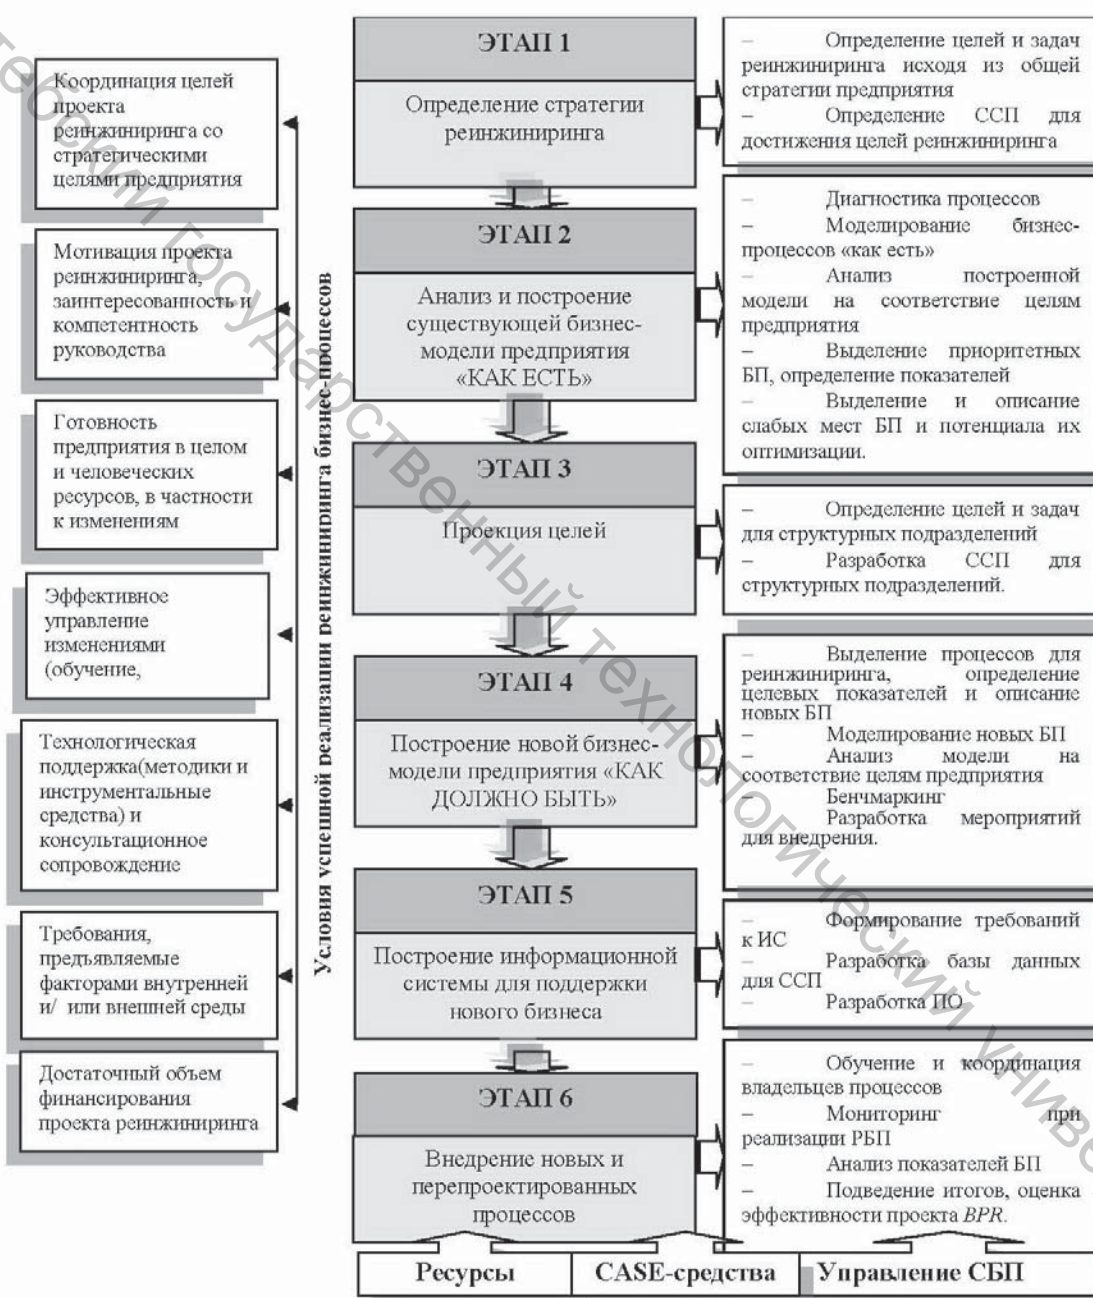 Координация целей
проекта
реинжиниринга со
стратегическими
целями предприятия
Мотивация проекта
реинжиниринга,
заинтересованность и
компетентность
руководства
Готовность
предприятия в целом
и человеческих
ресурсов, в частности
к изменениям
Эффективное
управление
изменениями
(обучение,
Технологическая
поддержка(методики и
инструментальные
средства) и
консультационное
сопровождение
Требования,
предъявляемые
факторами внутренней
и/ или внешней среды
Достаточный объем
финансирования
проекта реинжиниринга
Условия успешной реализации реинжиниринга бизнес-процессов
ЭТАП 1
Определение стратегии
реинжиниринга
– Определение целей и задач
реинжиниринга исходя из общей
стратегии предприятия
– Определение ССП для
достижения целей реинжиниринга
ЭТАП 2
Анализ и построение
существующей бизнес-
модели предприятия
«КАК ЕСТЬ»
– Диагностика процессов
– Моделирование бизнес-
процессов «как есть»
– Анализ построенной
модели на соответствие целям
предприятия
– Выделение приоритетных
БП, определение показателей
– Выделение и описание
слабых мест БП и потенциала их
оптимизации.
ЭТАП 3
Проекция целей
– Определение целей и задач
для структурных подразделений
– Разработка ССП для
структурных подразделений.
ЭТАП 4
Построение новой бизнес-
модели предприятия «КАК
ДОЛЖНО БЫТЬ»
– Выделение процессов для
реинжиниринга, определение
целевых показателей и описание
новых БП
– Моделирование новых БП
– Анализ модели на
соответствие целям предприятия
– Бенчмаркинг
– Разработка мероприятий
для внедрения.
ЭТАП 5
Построение информационной
системы для поддержки
нового бизнеса
– Формирование требований
к ИС
– Разработка базы данных
для ССП
– Разработка ПО
ЭТАП 6
Внедрение новых и
перепроектированных
процессов
– Обучение и координация
владельцев процессов
– Мониторинг при
реализации РБП
– Анализ показателей БП
– Подведение итогов, оценка
эффективности проекта BPR.
Ресурсы
CASE-средства
Управление СБП
государственный технологический